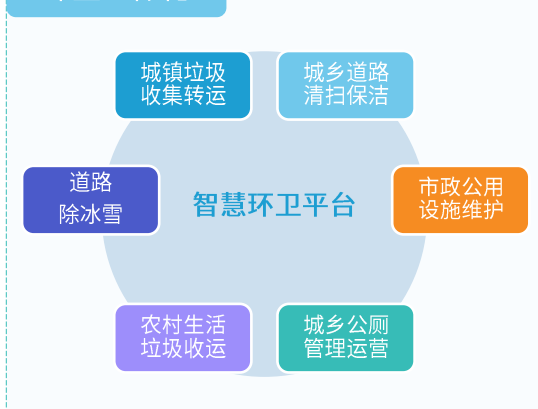 城镇垃圾
收集转运
城乡道路
清扫保洁
道路
除冰雪
智慧环卫平台
市政公用
设施维护
农村生活
垃圾收运
城乡公厕
管理运营